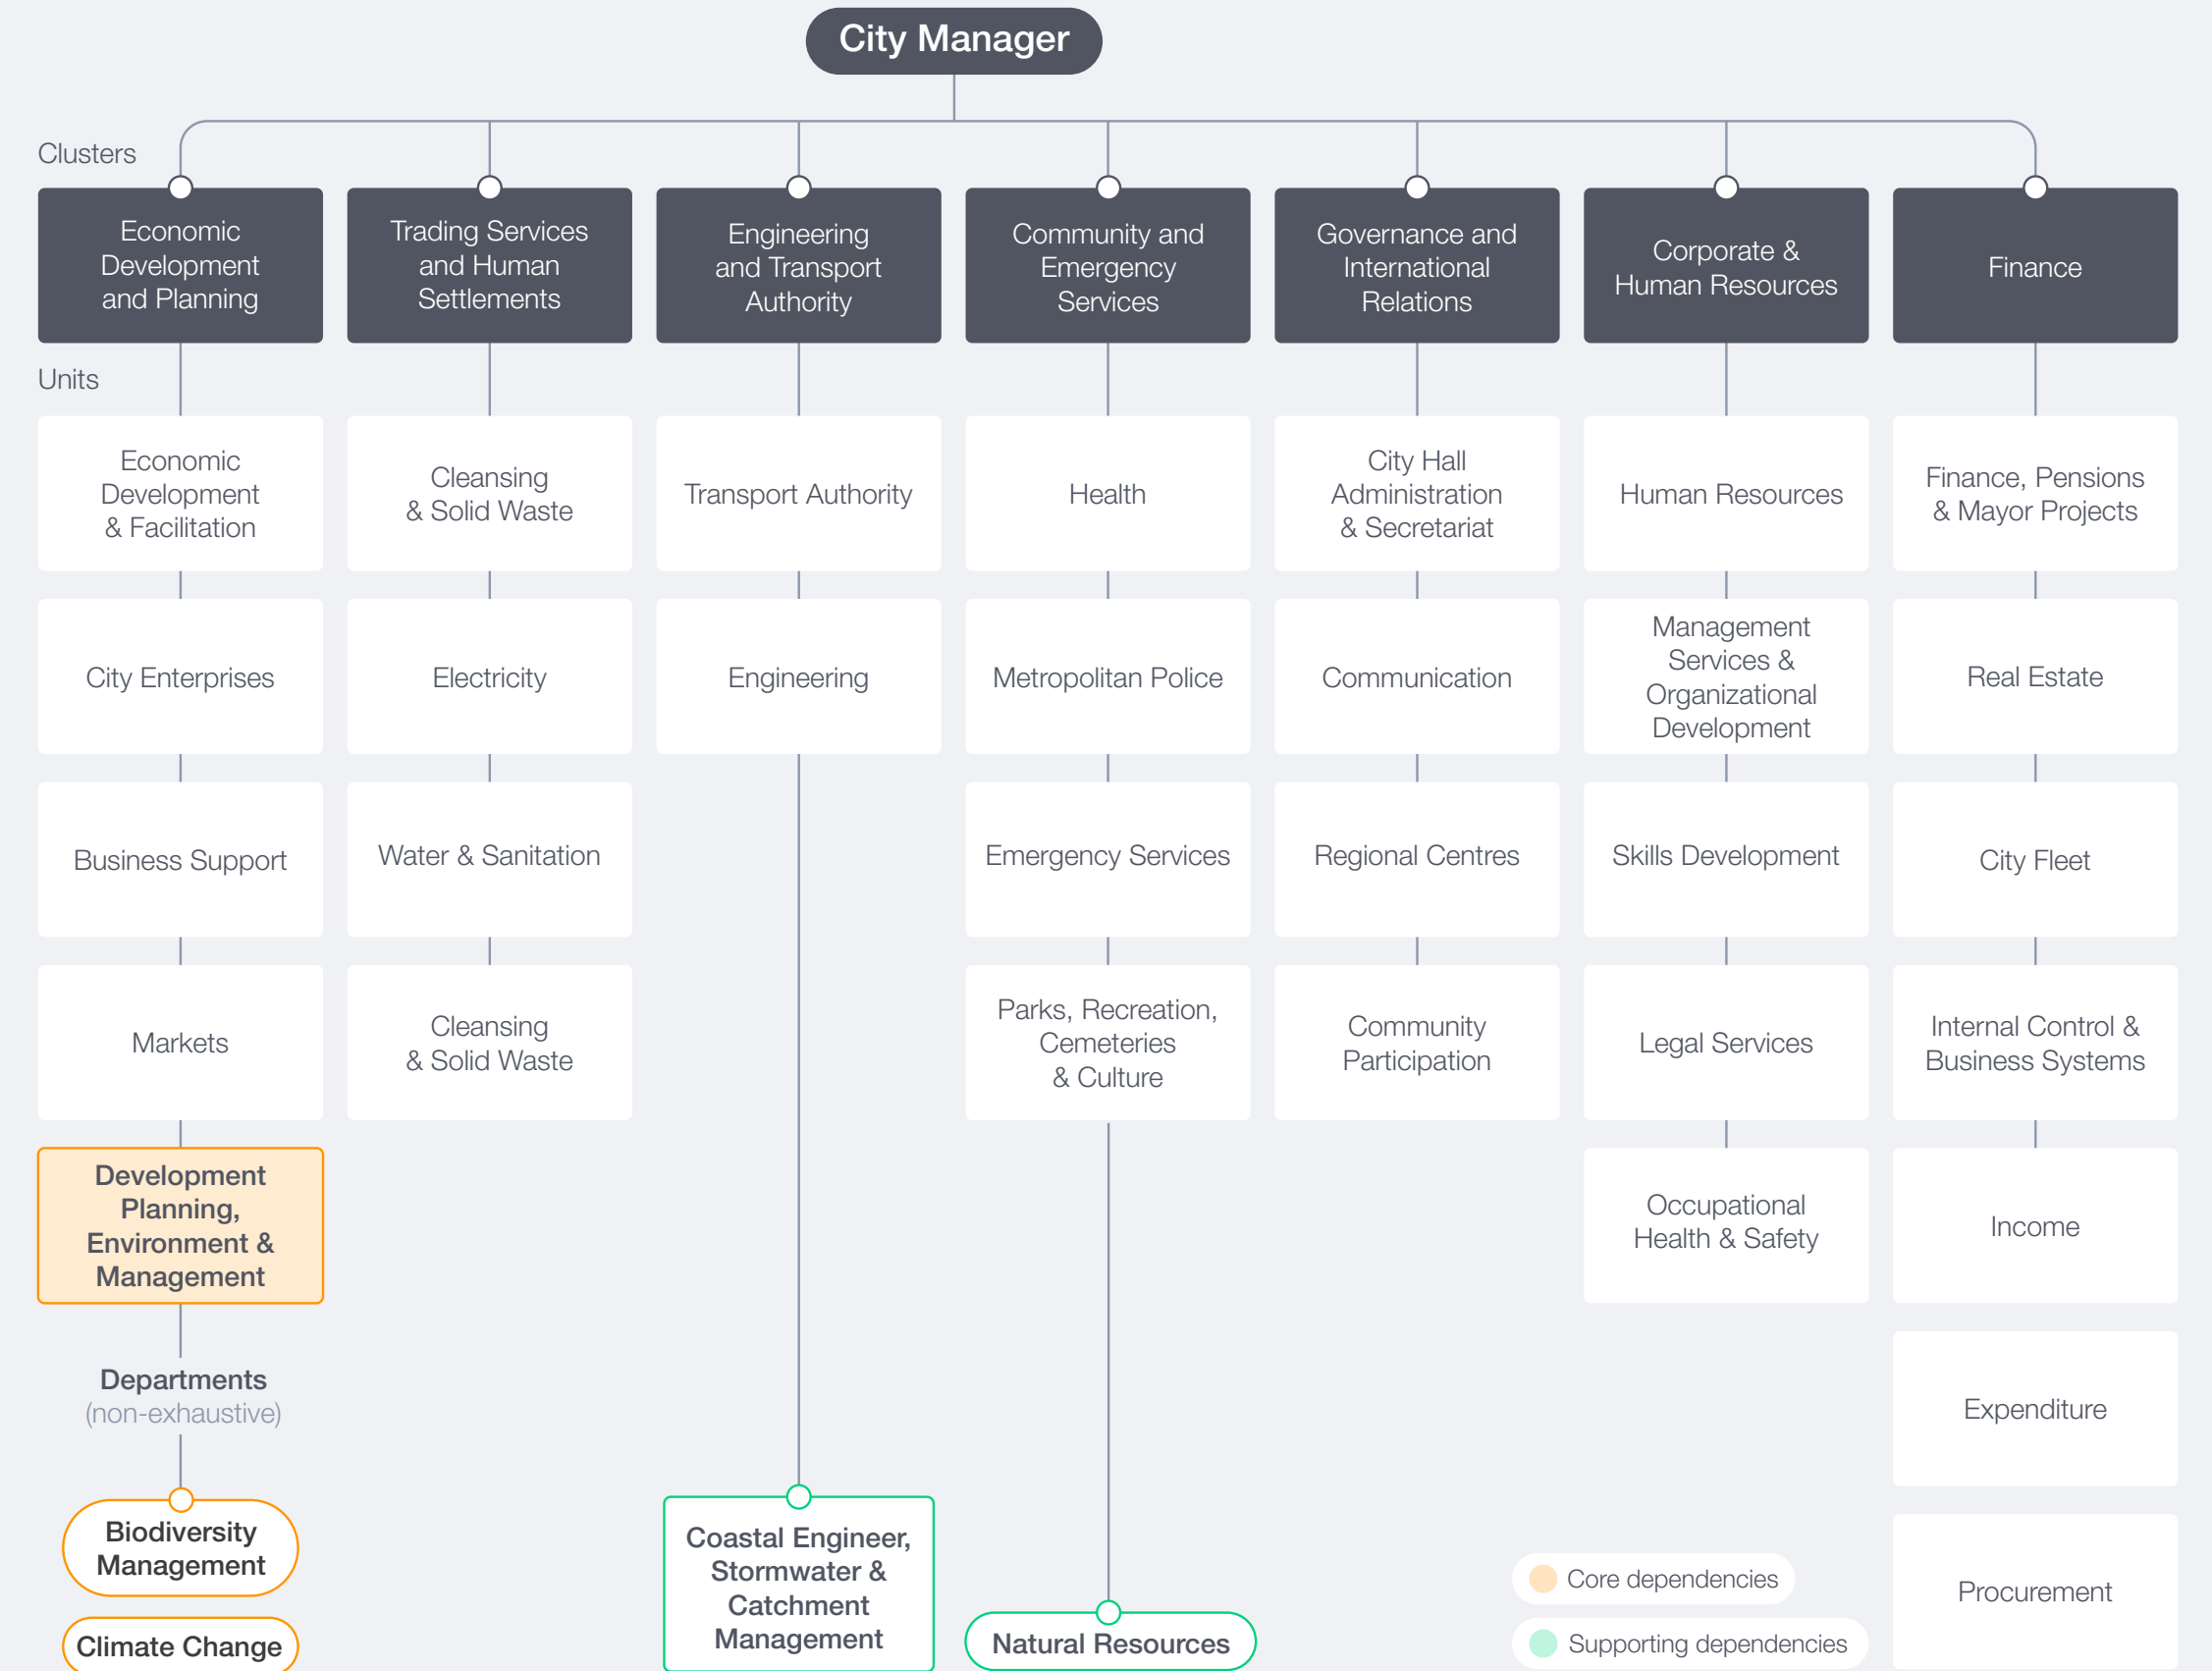 City Manager
Clusters
Economic
Development
and Planning
Trading Services
and Human
Settlements
Engineering
and Transport
Authority
Community and
Emergency
Services
Governance and
International
Relations
Corporate &
Human Resources
Finance
Units
Economic
Development
& Facilitation
Cleansing
& Solid Waste
Transport Authority
Health
City Hall
Administration
& Secretariat
Human Resources
Finance, Pensions
& Mayor Projects
City Enterprises
Electricity
Engineering
Metropolitan Police
Communication
Management
Services &
Organizational
Development
Real Estate
Business Support
Water & Sanitation
Emergency Services
Regional Centres
Skills Development
City Fleet
Markets
Cleansing
& Solid Waste
Parks, Recreation,
Cemeteries
& Culture
Community
Participation
Legal Services
Internal Control &
Business Systems
Development
Planning,
Environment &
Management
Occupational
Health & Safety
Income
Departments
(non-exhaustive)
Expenditure
Biodiversity
Management
Climate Change
Coastal Engineer,
Stormwater &
Catchment
Management
Natural Resources
Core dependencies
Supporting dependencies
Procurement